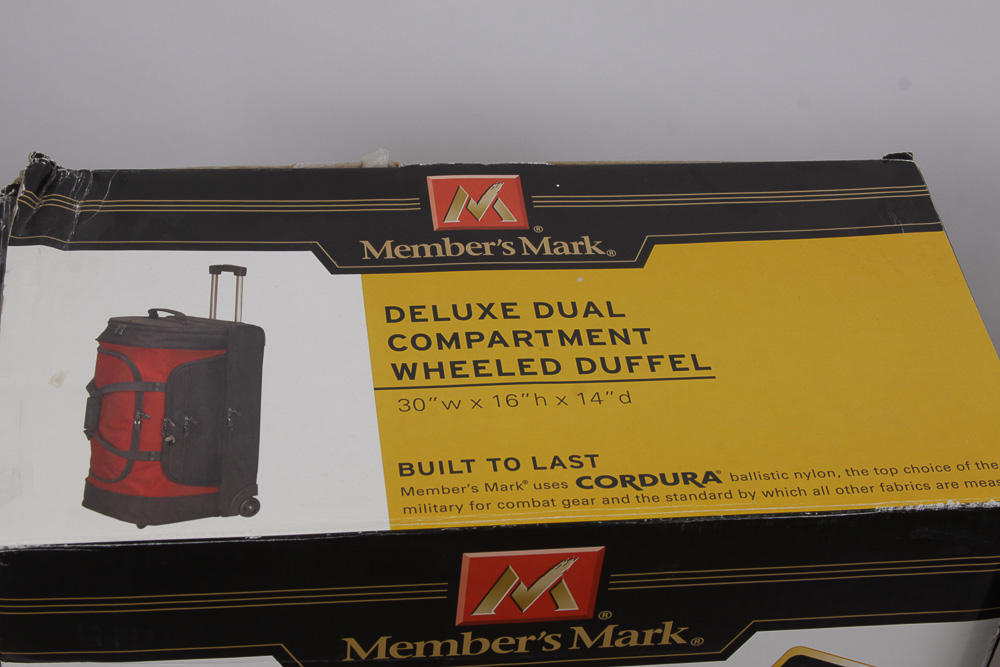 M®
Member's Mark®
DELUXE DUAL
COMPARTMENT
WHEELED DUFFEL
30"w x 16"h x 14"d
BUILT TO LAST
Member's Mark® uses CORDURA® ballistic nylon, the top choice of the
military for combat gear and the standard by which all other fabrics are meas
M®
Member's Mark®